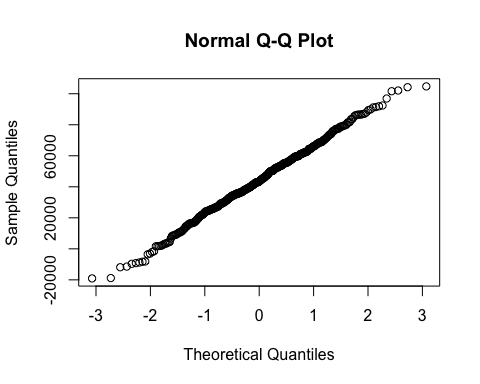 Normal Q-Q Plot
Sample Quantiles
60000
20000
-20000
-3 -2 -1 0 1 2 3
Theoretical Quantiles